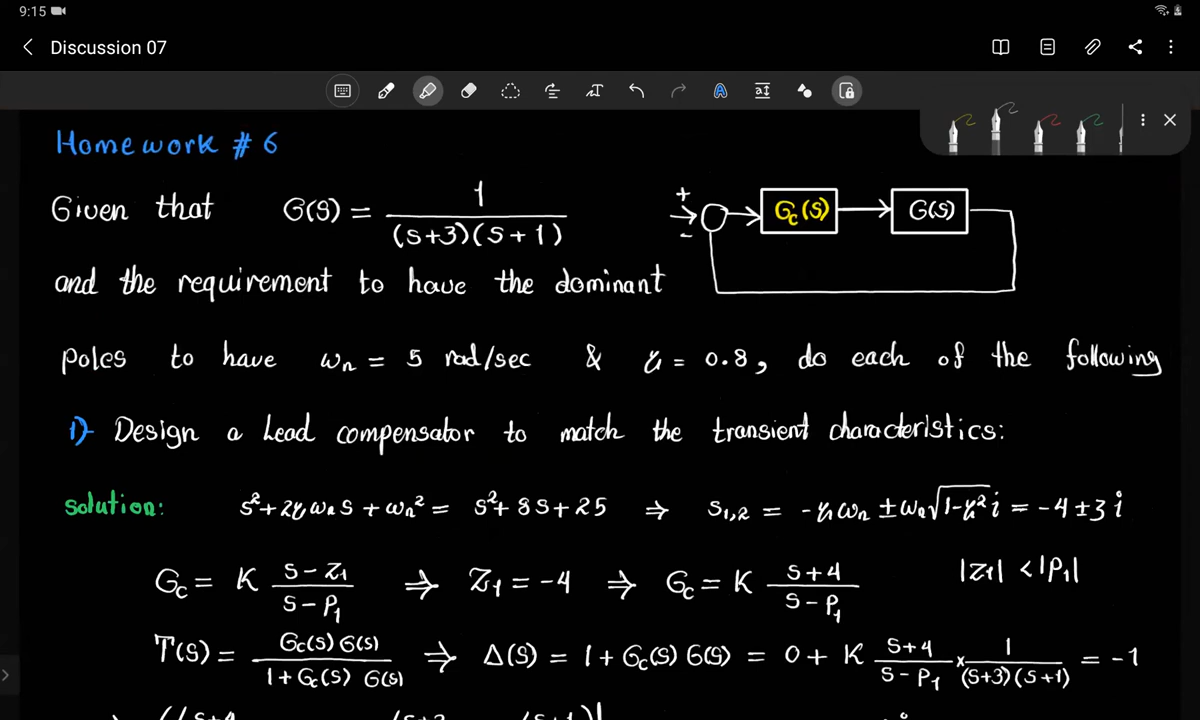 9:15
Discussion 07
Homework # 6
Given that G(S) = 1 / (S+3)(S+1)
+ - Gc(S) G(S)
and the requirement to have the dominant
poles to have ωn = 5 rad/sec & ζ = 0.8, do each of the following
1) Design a Lead compensator to match the transient characteristics:
Solution: S²+2ζωnS+ωn² = S²+8S+25 ⇒ S1,2 = -ζωn ±ωn√1-ζ² i = -4±3i
Gc = K (S-Z1)/(S-P1) ⇒ Z1 = -4 ⇒ Gc = K (S+4)/(S-P1) |Z1| < |P1|
T(S) = Gc(S) G(S) / 1+Gc(S) G(S) ⇒ Δ(S) = 1+Gc(S) G(S) = 0 + K (S+4)/(S-P1) × 1/(S+3)(S+1) = -1